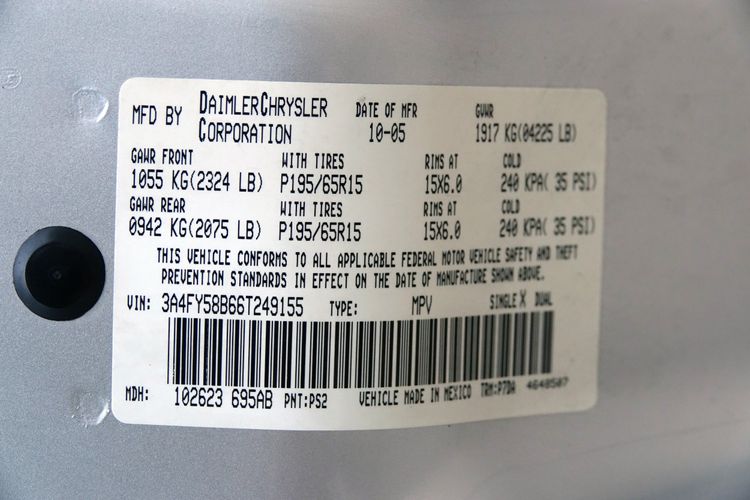 MFD BY DAIMLERCHRYSLER CORPORATION DATE OF MFR 10-05 GVWR 1917 KG(04225 LB)
GAWR FRONT WITH TIRES RIMS AT COLD
1055 KG(2324 LB) P195/65R15 15X6.0 240 KPA( 35 PSI)
GAWR REAR WITH TIRES RIMS AT COLD
0942 KG(2075 LB) P195/65R15 15X6.0 240 KPA( 35 PSI)
THIS VEHICLE CONFORMS TO ALL APPLICABLE FEDERAL MOTOR VEHICLE SAFETY AND THEFT
PREVENTION STANDARDS IN EFFECT ON THE DATE OF MANUFACTURE SHOWN ABOVE.
VIN: 3A4FY58B66T249155 TYPE: MPV SINGLE X DUAL
MDH: 102623 695AB PNT:PS2 VEHICLE MADE IN MEXICO TRM:P7DA 4648507